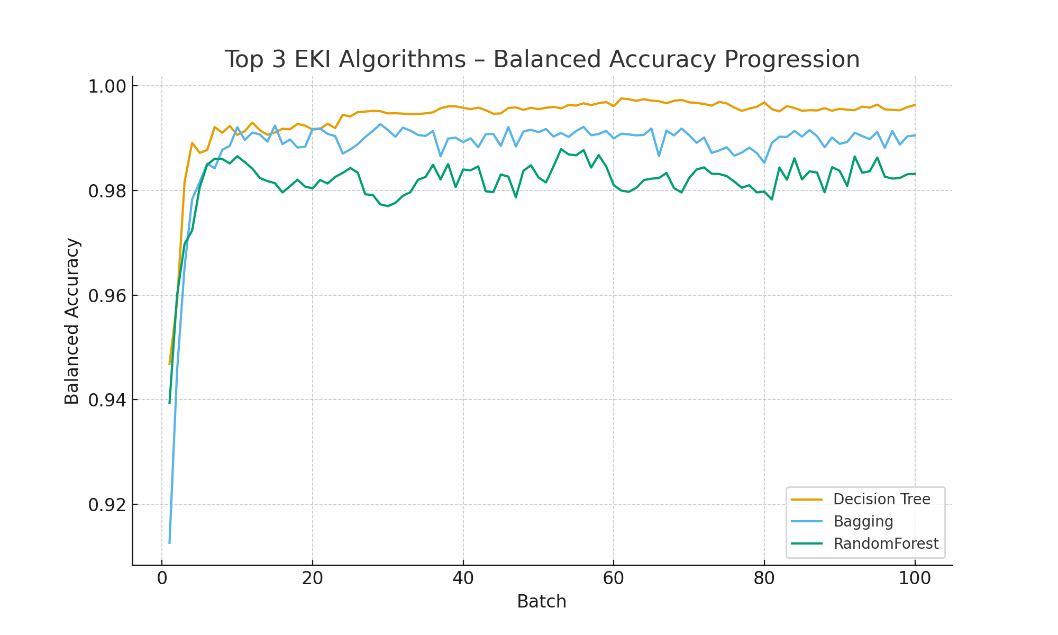 Top 3 EKI Algorithms – Balanced Accuracy Progression
1.00
0.98
0.96
0.94
0.92
Balanced Accuracy
0 20 40 60 80 100
Batch
Decision Tree
Bagging
RandomForest